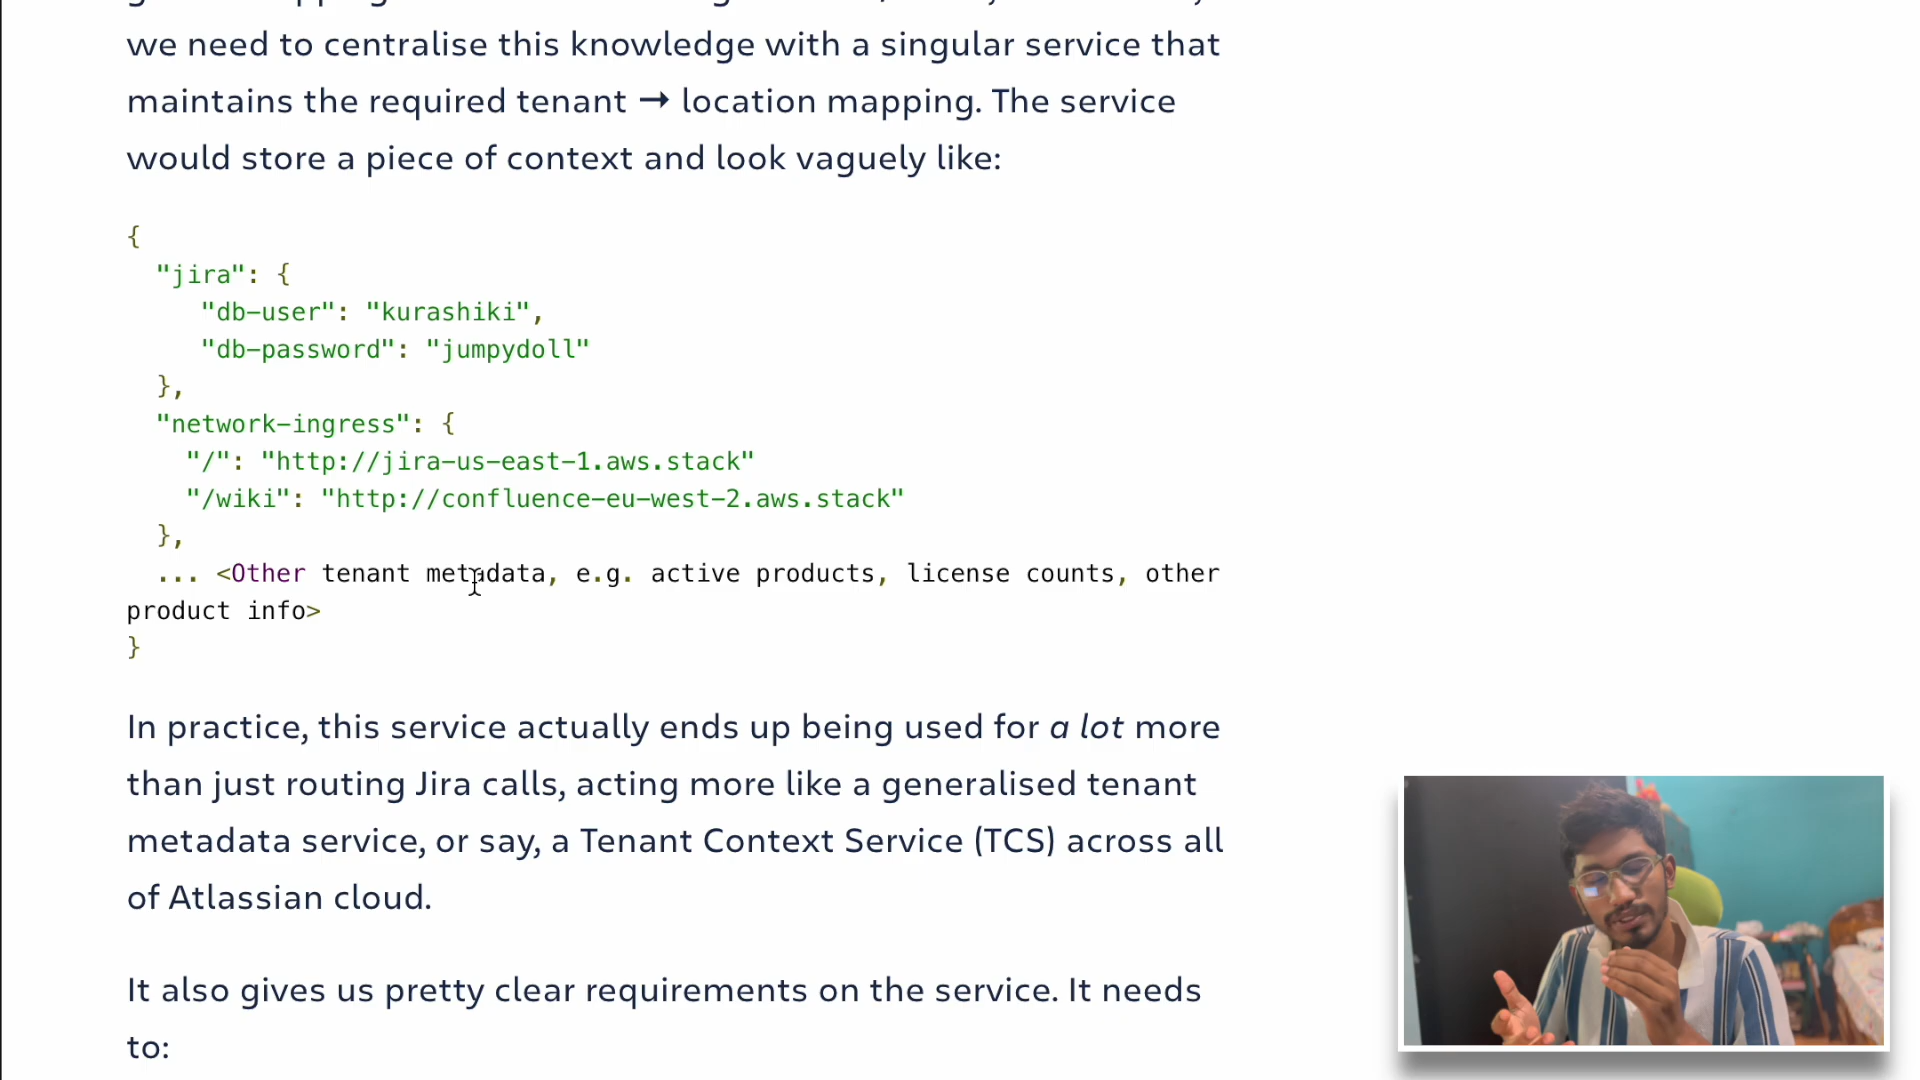 we need to centralise this knowledge with a singular service that
maintains the required tenant → location mapping. The service
would store a piece of context and look vaguely like:
{
  "jira": {
     "db-user": "kurashiki",
     "db-password": "jumpydoll"
  },
  "network-ingress": {
    "/": "http://jira-us-east-1.aws.stack"
    "/wiki": "http://confluence-eu-west-2.aws.stack"
  },
  ... <Other tenant metadata, e.g. active products, license counts, other
product info>
}
In practice, this service actually ends up being used for a lot more
than just routing Jira calls, acting more like a generalised tenant
metadata service, or say, a Tenant Context Service (TCS) across all
of Atlassian cloud.
It also gives us pretty clear requirements on the service. It needs
to: